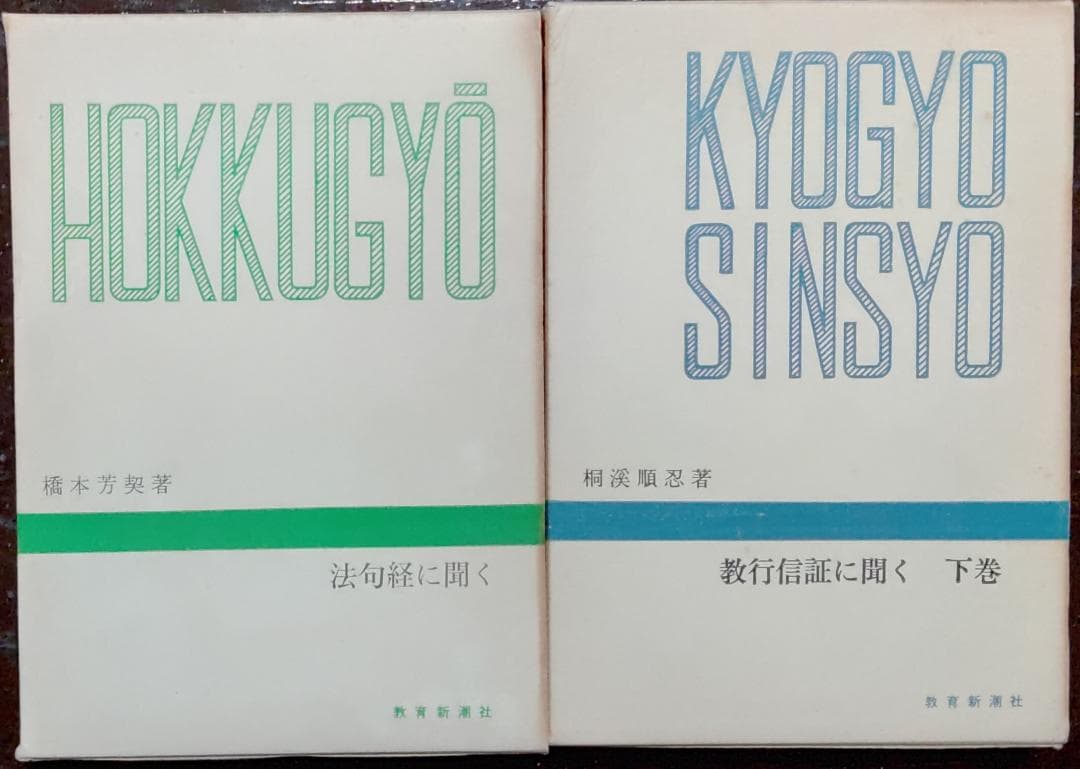 HOKKUGYŌ
橋本芳契著
法句経に聞く
教育新潮社
KYOGYO
SINSYO
桐溪順忍著
教行信証に聞く 下巻
教育新潮社